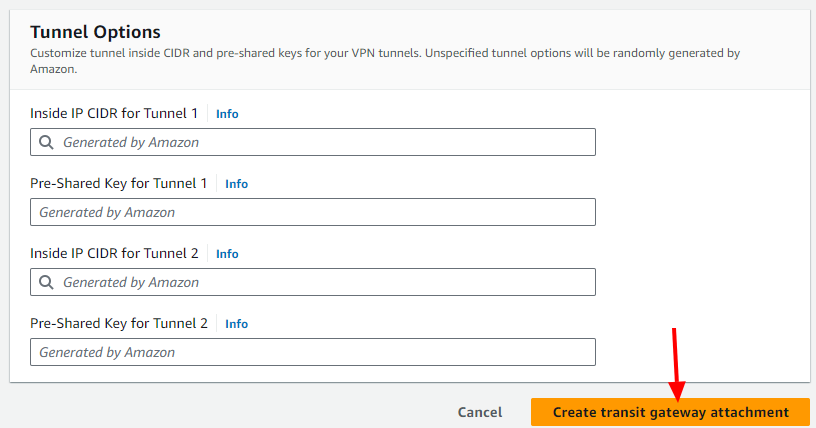 Tunnel Options
Customize tunnel inside CIDR and pre-shared keys for your VPN tunnels. Unspecified tunnel options will be randomly generated by
Amazon.
Inside IP CIDR for Tunnel 1 Info
Generated by Amazon
Pre-Shared Key for Tunnel 1 Info
Generated by Amazon
Inside IP CIDR for Tunnel 2 Info
Generated by Amazon
Pre-Shared Key for Tunnel 2 Info
Generated by Amazon
Cancel Create transit gateway attachment